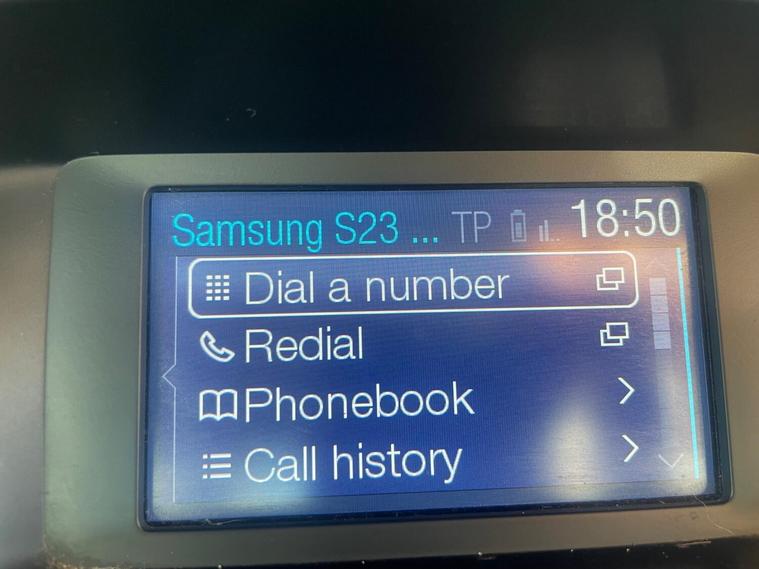 Samsung S23 ... TP 18:50
Dial a number
Redial
Phonebook
Call history